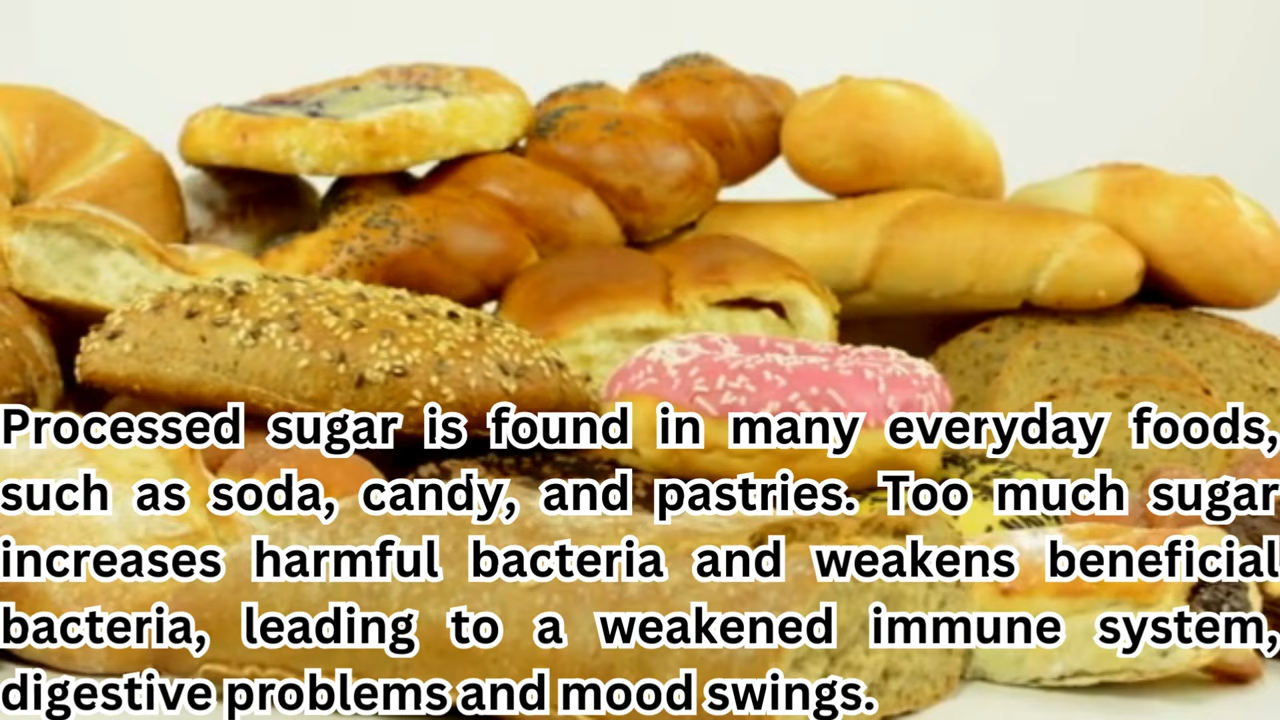 Processed sugar is found in many everyday foods,
such as soda, candy, and pastries. Too much sugar
increases harmful bacteria and weakens beneficial
bacteria, leading to a weakened immune system,
digestive problems and mood swings.